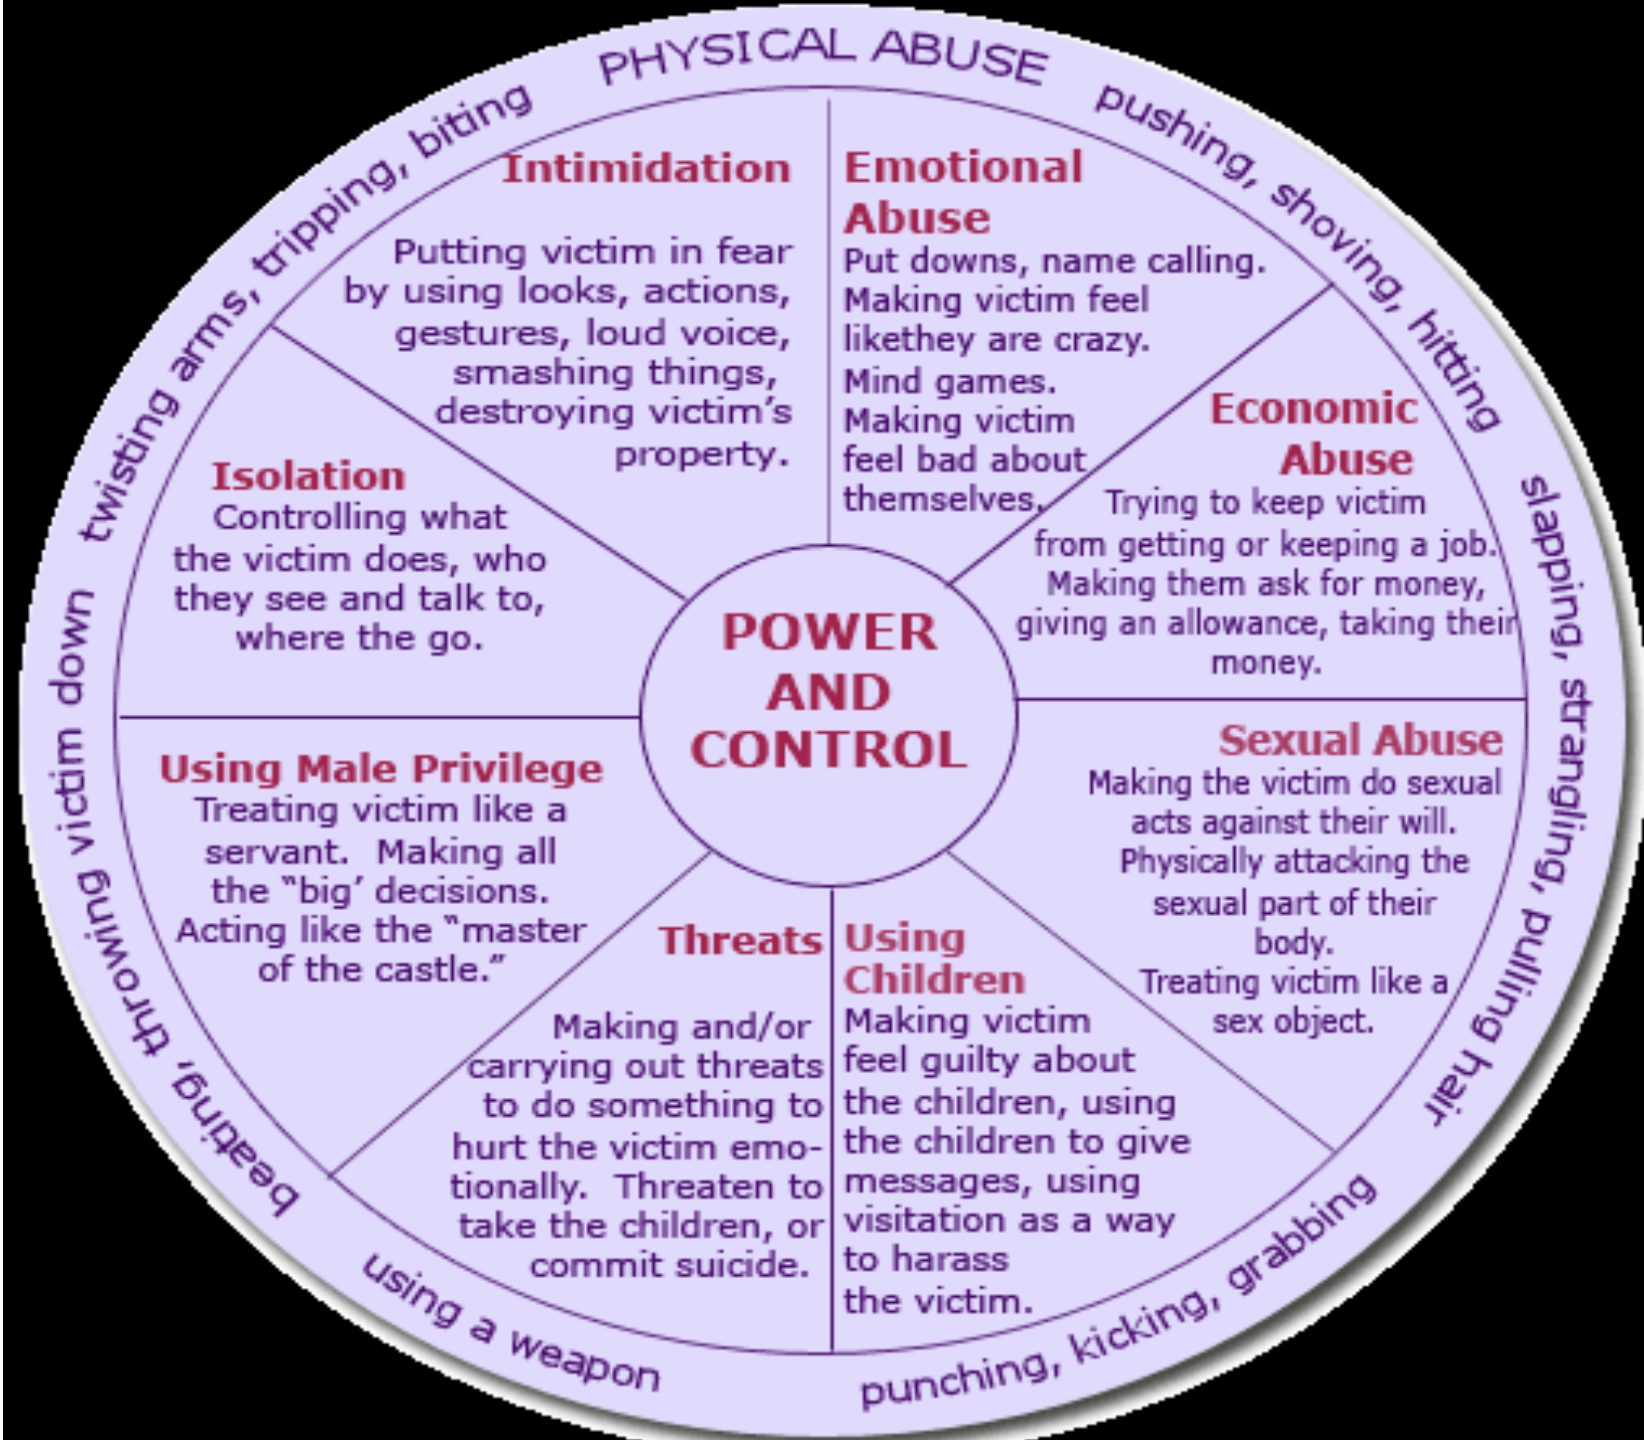 PHYSICAL ABUSE
pushing, shoving, hitting
slapping, strangling, pulling hair
punching, kicking, grabbing
using a weapon
beating, throwing victim down
twisting arms, tripping, biting
Intimidation
Putting victim in fear
by using looks, actions,
gestures, loud voice,
smashing things,
destroying victim’s
property.
Emotional
Abuse
Put downs, name calling.
Making victim feel
likethey are crazy.
Mind games.
Making victim
feel bad about
themselves.
Economic
Abuse
Trying to keep victim
from getting or keeping a job.
Making them ask for money,
giving an allowance, taking their
money.
Sexual Abuse
Making the victim do sexual
acts against their will.
Physically attacking the
sexual part of their
body.
Treating victim like a
sex object.
Using
Children
Making victim
feel guilty about
the children, using
the children to give
messages, using
visitation as a way
to harass
the victim.
Threats
Making and/or
carrying out threats
to do something to
hurt the victim emo-
tionally. Threaten to
take the children, or
commit suicide.
Using Male Privilege
Treating victim like a
servant. Making all
the “big’ decisions.
Acting like the “master
of the castle.”
Isolation
Controlling what
the victim does, who
they see and talk to,
where the go.
POWER
AND
CONTROL